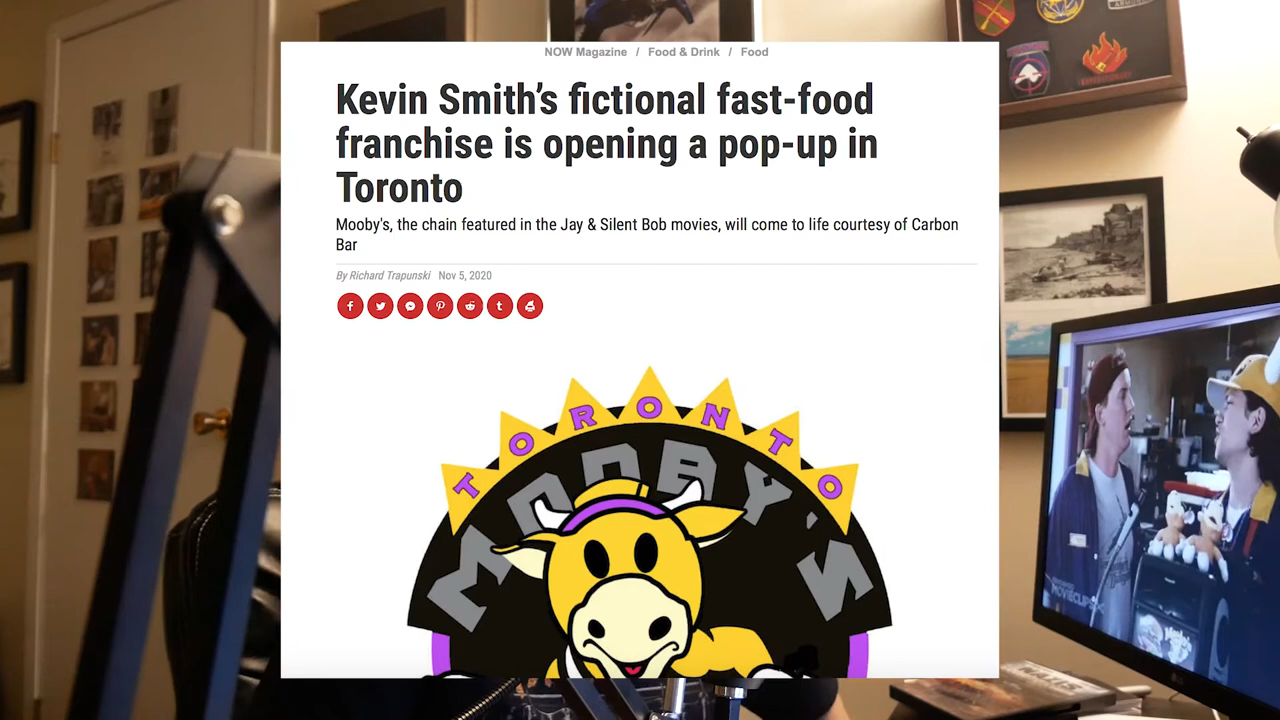 NOW Magazine / Food & Drink / Food
Kevin Smith's fictional fast-food
franchise is opening a pop-up in
Toronto
Mooby's, the chain featured in the Jay & Silent Bob movies, will come to life courtesy of Carbon
Bar
By Richard Trapunski Nov 5, 2020
TORONTO
MOOBY'S
MOVIECLIPS
LG